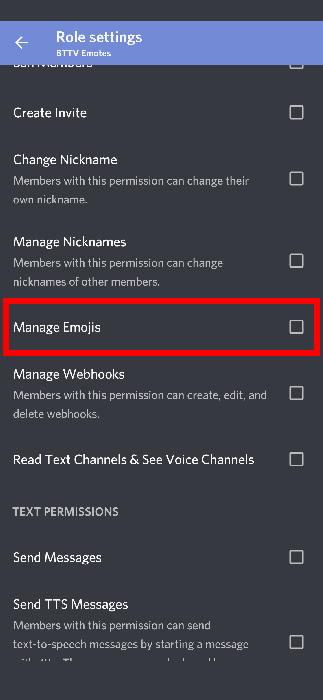 Role settings
BTTV Emotes
Create Invite
Change Nickname
Members with this permission can change their
own nickname.
Manage Nicknames
Members with this permission can change
nicknames of other members.
Manage Emojis
Manage Webhooks
Members with this permission can create, edit, and
delete webhooks.
Read Text Channels & See Voice Channels
TEXT PERMISSIONS
Send Messages
Send TTS Messages
Members with this permission can send
text-to-speech messages by starting a message